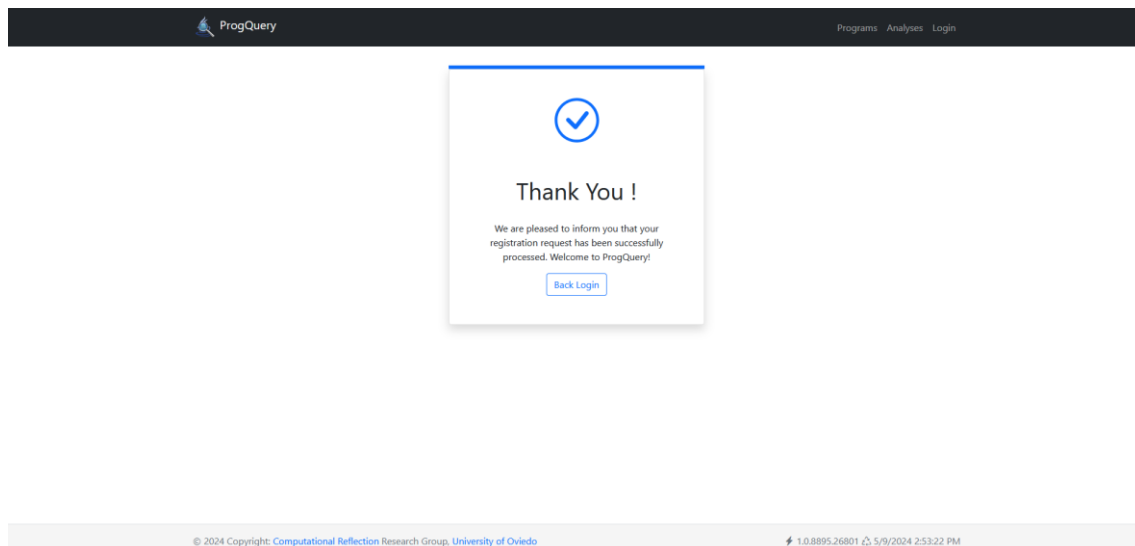 ProgQuery
Programs Analyses Login
Thank You !
We are pleased to inform you that your
registration request has been successfully
processed. Welcome to ProgQuery!
Back Login
© 2024 Copyright: Computational Reflection Research Group, University of Oviedo
1.0.8895.26801 5/9/2024 2:53:22 PM